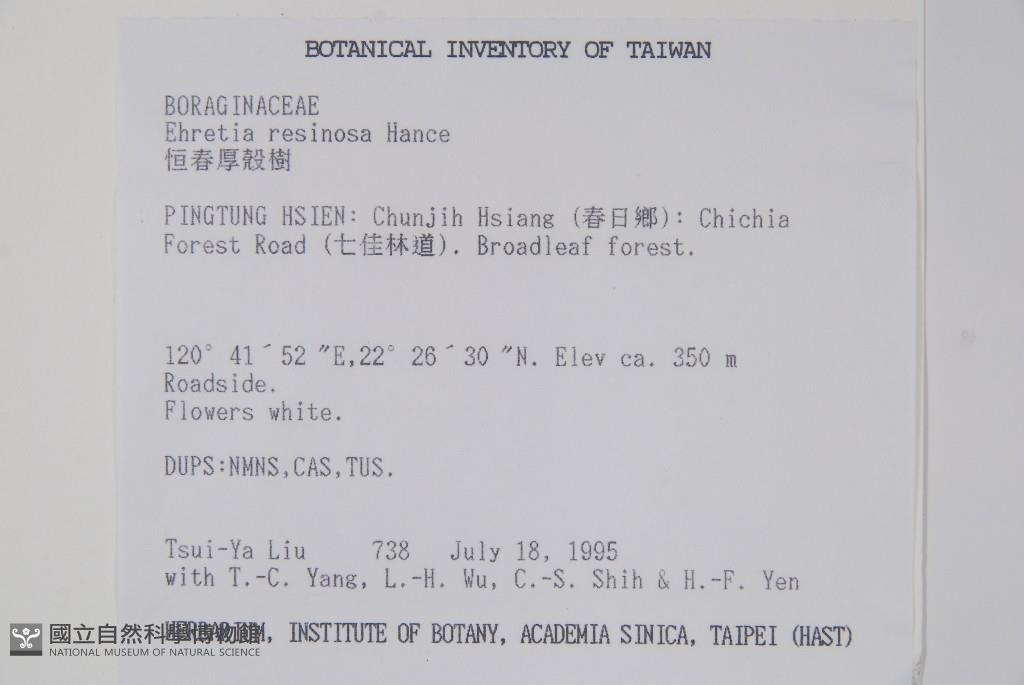 BOTANICAL INVENTORY OF TAIWAN
BORAGINACEAE
Ehretia resinosa Hance
恒春厚殼樹
PINGTUNG HSIEN: Chunjih Hsiang (春日鄉): Chichia
Forest Road (七佳林道). Broadleaf forest.
120° 41´52 ″E,22° 26´30 ″N. Elev ca. 350 m
Roadside.
Flowers white.
DUPS:NMNS,CAS,TUS.
Tsui-Ya Liu 738 July 18, 1995
with T.-C. Yang, L.-H. Wu, C.-S. Shih & H.-F. Yen
HERBARIUM, INSTITUTE OF BOTANY, ACADEMIA SINICA, TAIPEI (HAST)
國立自然科學博物館
NATIONAL MUSEUM OF NATURAL SCIENCE